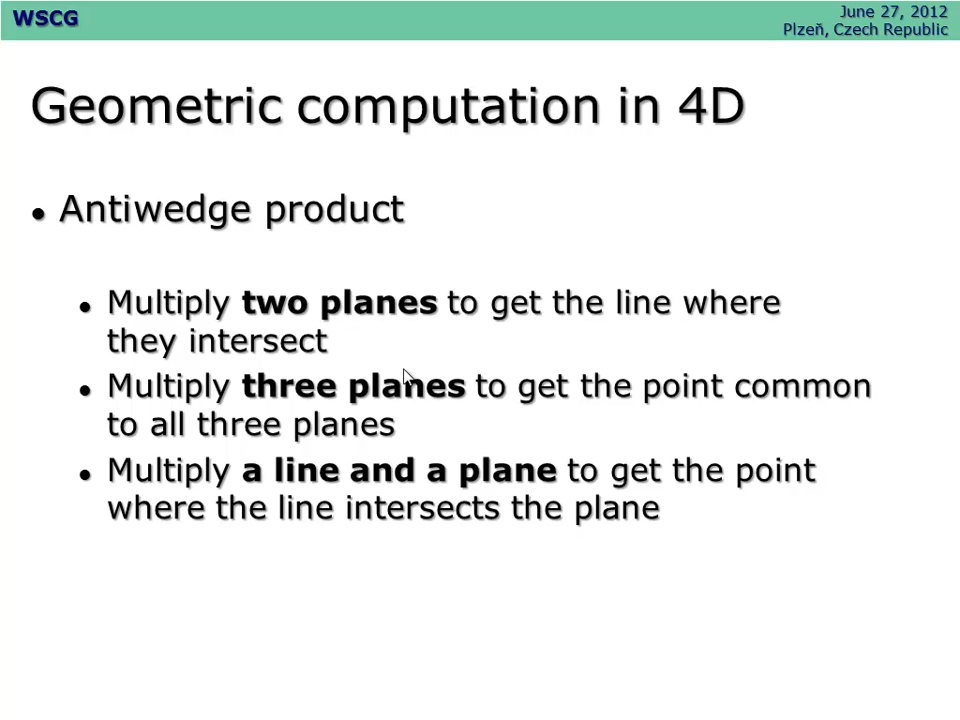 WSCG
June 27, 2012
Plzeň, Czech Republic
Geometric computation in 4D
● Antiwedge product
● Multiply two planes to get the line where
they intersect
● Multiply three planes to get the point common
to all three planes
● Multiply a line and a plane to get the point
where the line intersects the plane